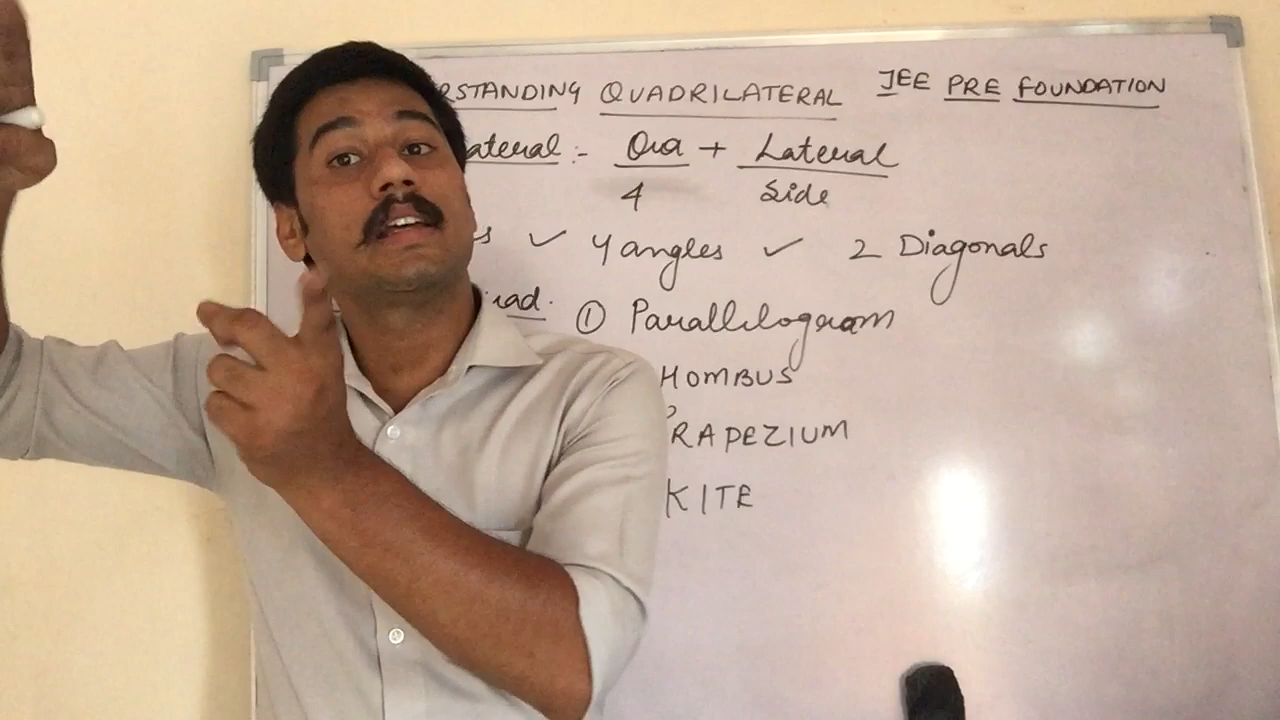 RSTANDING QUADRILATERAL JEE PRE FOUNDATION
ateral :- Qua + Lateral
4 Side
s ✓ 4 angles ✓ 2 Diagonals
ad. ① Parallilogram
HOMBUS
RAPEZIUM
KITE